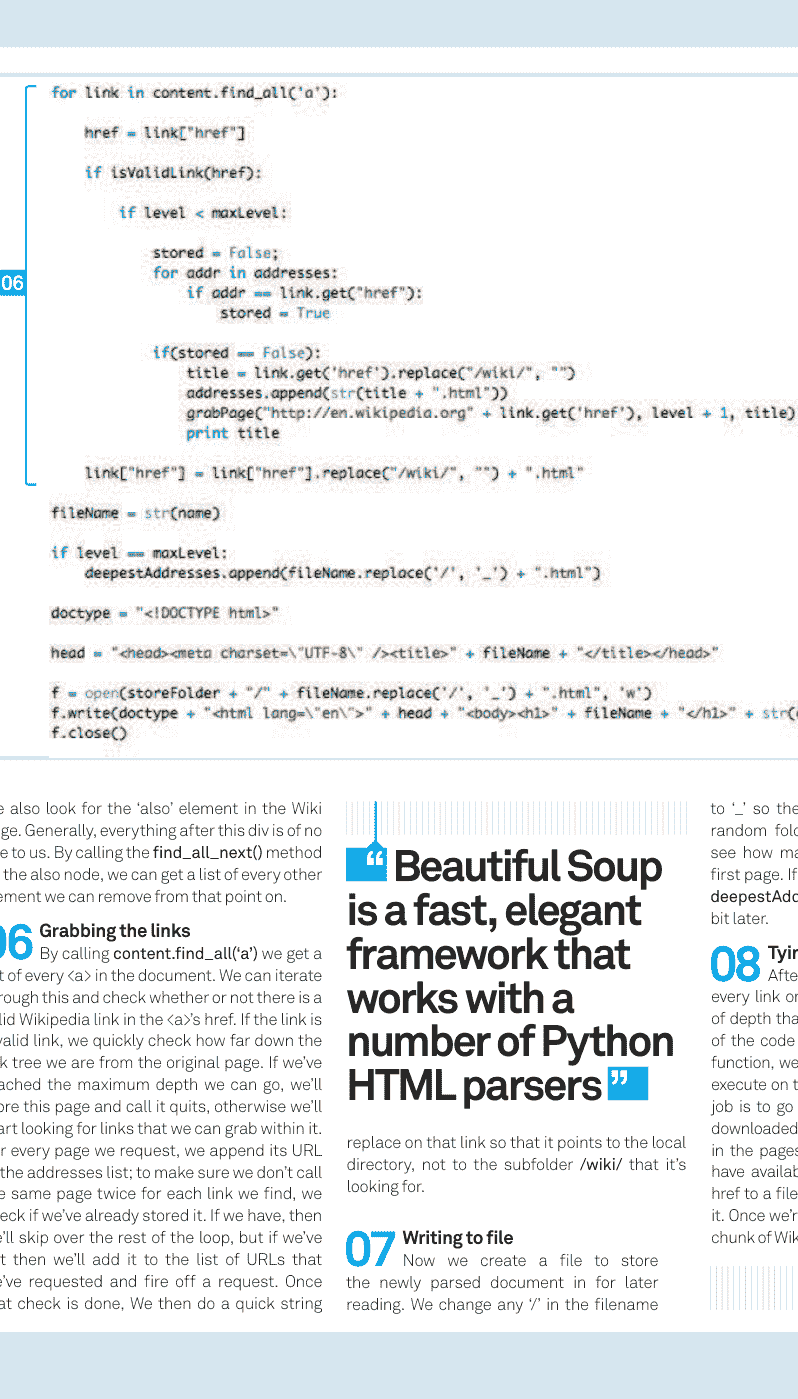 for link in content.find_all('a'):
href = link["href"]
if isValidLink(href):
if level < maxLevel:
stored = False;
for addr in addresses:
06
if addr == link.get("href"):
stored = True
if(stored == False):
title = link.get('href').replace("/wiki/", "")
addresses.append(str(title + ".html"))
grabPage("http://en.wikipedia.org" + link.get('href'), level + 1, title)
print title
link["href"] = link["href"].replace("/wiki/", "") + ".html"
fileName = str(name)
if level == maxLevel:
deepestAddresses.append(fileName.replace('/', '_') + ".html")
doctype = "<!DOCTYPE html>"
head = "<head><meta charset=\"UTF-8\" /><title>" + fileName + "</title></head>"
f = open(storeFolder + "/" + fileName.replace('/', '_') + ".html", 'w')
f.write(doctype + "<html lang=\"en\">" + head + "<body><h1>" + fileName + "</h1>" + str(
f.close()
e also look for the ‘also’ element in the Wiki
ge. Generally, everything after this div is of no
e to us. By calling the find_all_next() method
the also node, we can get a list of every other
ement we can remove from that point on.
06 Grabbing the links
By calling content.find_all(‘a’) we get a
t of every <a> in the document. We can iterate
rough this and check whether or not there is a
lid Wikipedia link in the <a>’s href. If the link is
valid link, we quickly check how far down the
k tree we are from the original page. If we’ve
ached the maximum depth we can go, we’ll
ore this page and call it quits, otherwise we’ll
art looking for links that we can grab within it.
r every page we request, we append its URL
the addresses list; to make sure we don’t call
e same page twice for each link we find, we
eck if we’ve already stored it. If we have, then
e’ll skip over the rest of the loop, but if we’ve
t then we’ll add it to the list of URLs that
e’ve requested and fire off a request. Once
at check is done, We then do a quick string
“ Beautiful Soup
is a fast, elegant
framework that
works with a
number of Python
HTML parsers ”
replace on that link so that it points to the local
directory, not to the subfolder /wiki/ that it’s
looking for.
07 Writing to file
Now we create a file to store
the newly parsed document in for later
reading. We change any ‘/’ in the filename
to ‘_’ so the
random fold
see how ma
first page. If
deepestAdd
bit later.
08 Tyin
After
every link or
of depth tha
of the code
function, we
execute on t
job is to go
downloaded
in the pages
have availab
href to a file
it. Once we’r
chunk of Wik